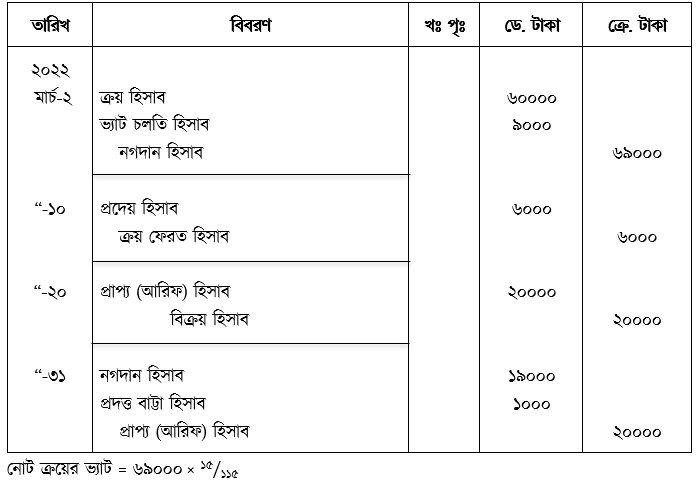 তারিখ বিবরণ খঃ পৃঃ ডে. টাকা ক্রে. টাকা
২০২২
মার্চ-২ ক্রয় হিসাব ৬০০০০
ভ্যাট চলতি হিসাব ৯০০০
নগদান হিসাব ৬৯০০০
“-১০ প্রদেয় হিসাব ৬০০০
ক্রয় ফেরত হিসাব ৬০০০
“-২০ প্রাপ্য (আরিফ) হিসাব ২০০০০
বিক্রয় হিসাব ২০০০০
“-৩১ নগদান হিসাব ১৯০০০
প্রদত্ত বাট্টা হিসাব ১০০০
প্রাপ্য (আরিফ) হিসাব ২০০০০
নোট ক্রয়ের ভ্যাট = ৬৯০০০ × ১৫/১১৫